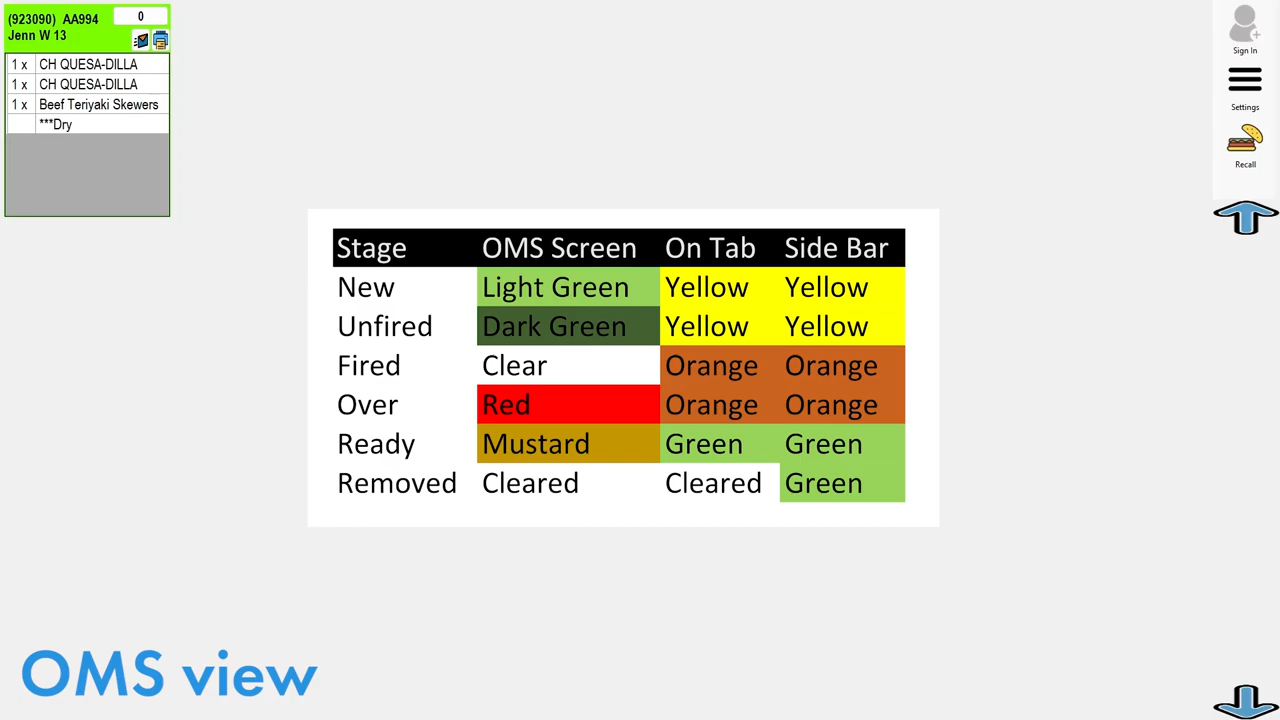 (923090) AA994 0
Jenn W 13
1 x CH QUESA-DILLA
1 x CH QUESA-DILLA
1 x Beef Teriyaki Skewers
***Dry
Sign In
Settings
Recall
Stage OMS Screen On Tab Side Bar
New Light Green Yellow Yellow
Unfired Dark Green Yellow Yellow
Fired Clear Orange Orange
Over Red Orange Orange
Ready Mustard Green Green
Removed Cleared Cleared Green
OMS view